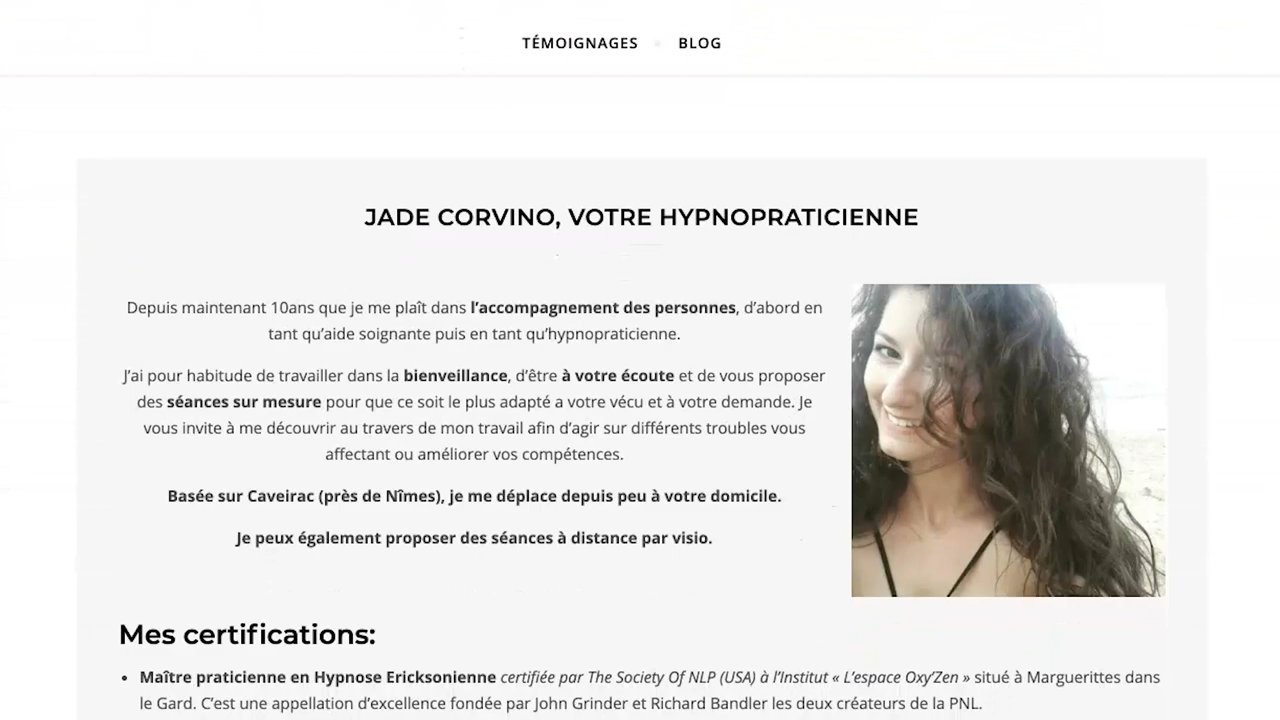 TÉMOIGNAGES BLOG
JADE CORVINO, VOTRE HYPNOPRATICIENNE
Depuis maintenant 10ans que je me plaît dans l’accompagnement des personnes, d’abord en
tant qu’aide soignante puis en tant qu’hypnopraticienne.
J’ai pour habitude de travailler dans la bienveillance, d’être à votre écoute et de vous proposer
des séances sur mesure pour que ce soit le plus adapté a votre vécu et à votre demande. Je
vous invite à me découvrir au travers de mon travail afin d’agir sur différents troubles vous
affectant ou améliorer vos compétences.
Basée sur Caveirac (près de Nîmes), je me déplace depuis peu à votre domicile.
Je peux également proposer des séances à distance par visio.
Mes certifications:
• Maître praticienne en Hypnose Ericksonienne certifiée par The Society Of NLP (USA) à l’Institut « L’espace Oxy’Zen » situé à Marguerittes dans
le Gard. C’est une appellation d’excellence fondée par John Grinder et Richard Bandler les deux créateurs de la PNL.